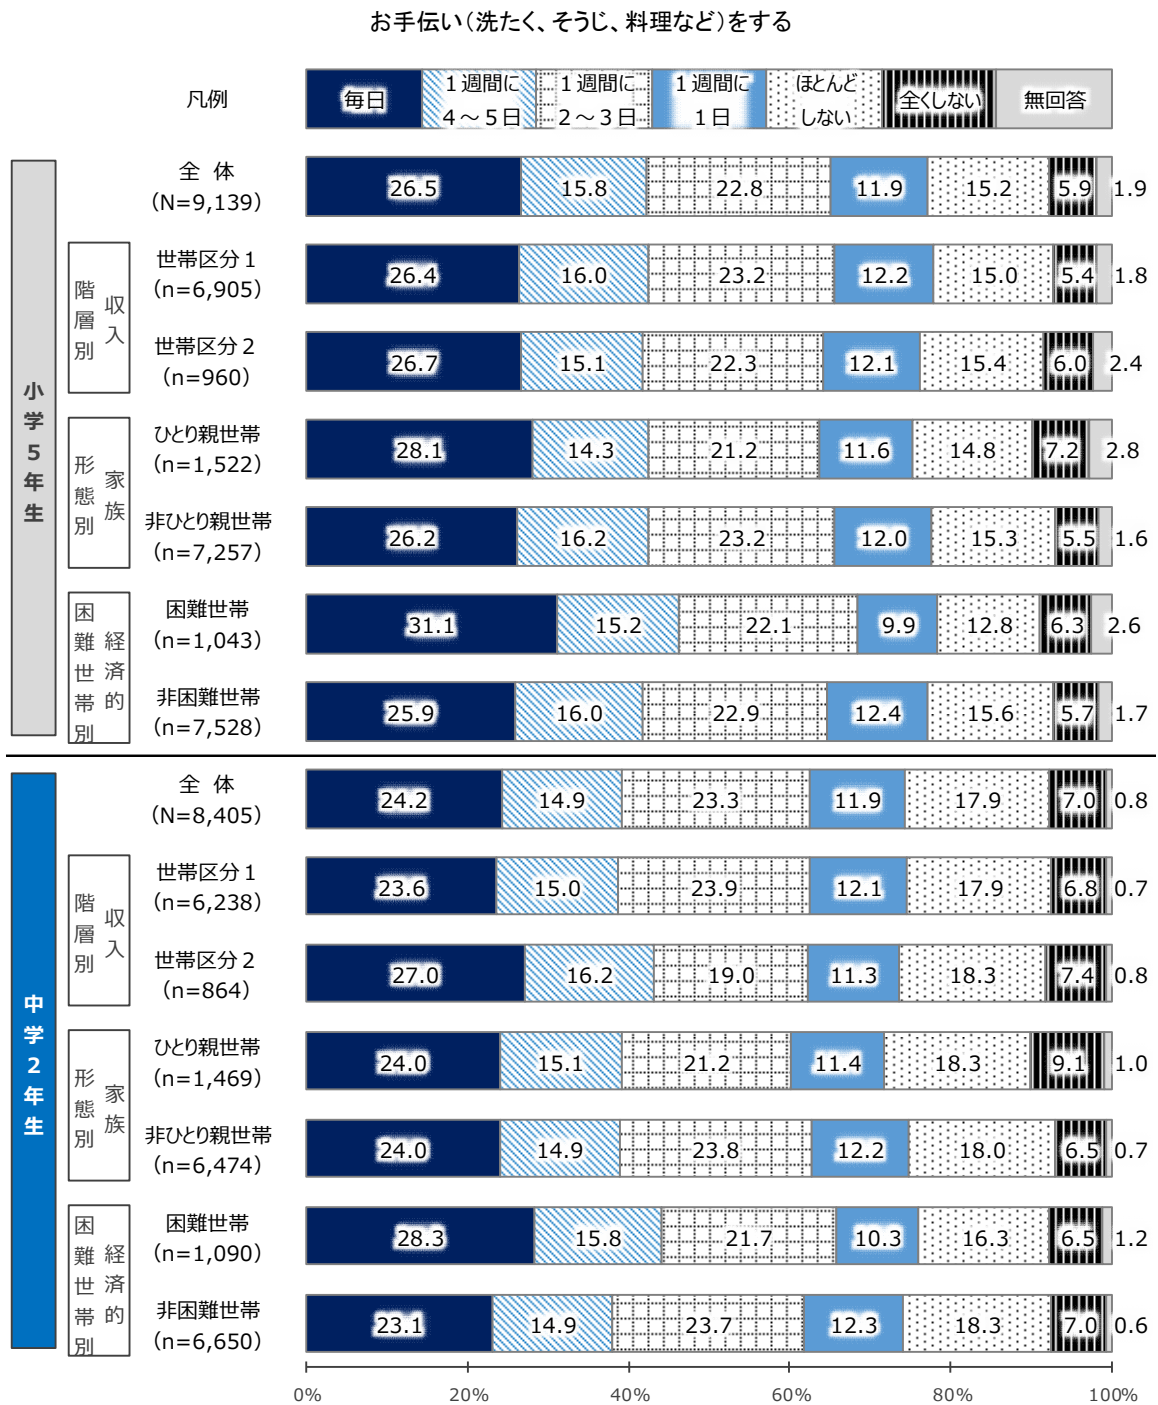 お手伝い（洗たく、そうじ、料理など）をする
凡例
毎日
１週間に
４～５日
１週間に
２～３日
１週間に
１日
ほとんど
しない
全くしない
無回答
小学５年生
全 体
(N=9,139)
26.5 15.8 22.8 11.9 15.2 5.9 1.9
収入
階層別
世帯区分１
(n=6,905)
26.4 16.0 23.2 12.2 15.0 5.4 1.8
世帯区分２
(n=960)
26.7 15.1 22.3 12.1 15.4 6.0 2.4
家族
形態別
ひとり親世帯
(n=1,522)
28.1 14.3 21.2 11.6 14.8 7.2 2.8
非ひとり親世帯
(n=7,257)
26.2 16.2 23.2 12.0 15.3 5.5 1.6
経済的
困難世帯別
困難世帯
(n=1,043)
31.1 15.2 22.1 9.9 12.8 6.3 2.6
非困難世帯
(n=7,528)
25.9 16.0 22.9 12.4 15.6 5.7 1.7
中学２年生
全 体
(N=8,405)
24.2 14.9 23.3 11.9 17.9 7.0 0.8
収入
階層別
世帯区分１
(n=6,238)
23.6 15.0 23.9 12.1 17.9 6.8 0.7
世帯区分２
(n=864)
27.0 16.2 19.0 11.3 18.3 7.4 0.8
家族
形態別
ひとり親世帯
(n=1,469)
24.0 15.1 21.2 11.4 18.3 9.1 1.0
非ひとり親世帯
(n=6,474)
24.0 14.9 23.8 12.2 18.0 6.5 0.7
経済的
困難世帯別
困難世帯
(n=1,090)
28.3 15.8 21.7 10.3 16.3 6.5 1.2
非困難世帯
(n=6,650)
23.1 14.9 23.7 12.3 18.3 7.0 0.6
0% 20% 40% 60% 80% 100%